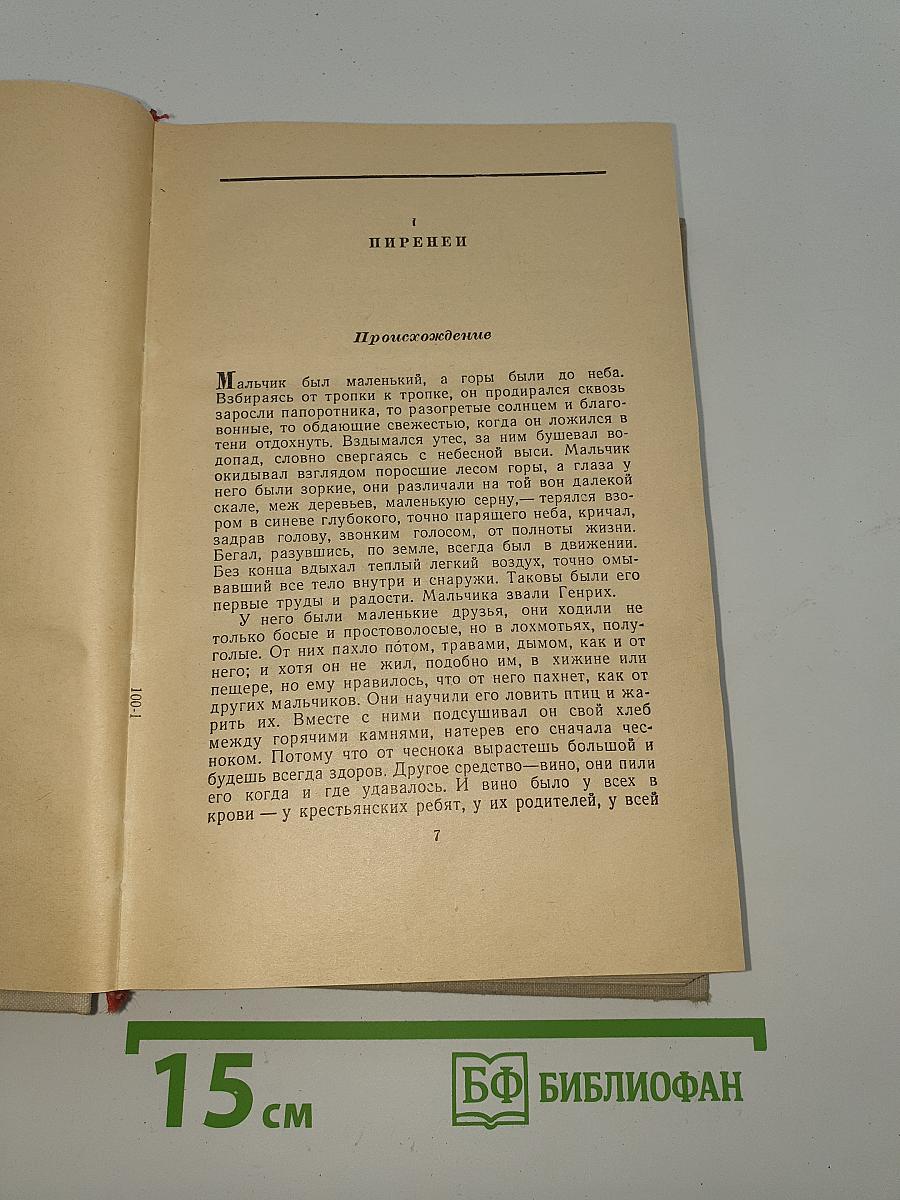 I
ПИРЕНЕИ
Происхождение
Мальчик был маленький, а горы были до неба.
Взбираясь от тропки к тропке, он продирался сквозь
заросли папоротника, то разогретые солнцем и благо-
вонные, то обдающие свежестью, когда он ложился в
тени отдохнуть. Вздымался утес, за ним бушевал во-
допад, словно свергаясь с небесной выси. Мальчик
окидывал взглядом поросшие лесом горы, а глаза у
него были зоркие, они различали на той вон далекой
скале, меж деревьев, маленькую серну,— терялся взо-
ром в синеве глубокого, точно парящего неба, кричал,
задрав голову, звонким голосом, от полноты жизни.
Бегал, разувшись, по земле, всегда был в движении.
Без конца вдыхал теплый легкий воздух, точно омы-
вавший все тело внутри и снаружи. Таковы были его
первые труды и радости. Мальчика звали Генрих.
У него были маленькие друзья, они ходили не
только босые и простоволосые, но в лохмотьях, полу-
голые. От них пахло по́том, травами, дымом, как и от
него; и хотя он не жил, подобно им, в хижине или
пещере, но ему нравилось, что от него пахнет, как от
других мальчиков. Они научили его ловить птиц и жа-
рить их. Вместе с ними подсушивал он свой хлеб
между горячими камнями, натерев его сначала чес-
ноком. Потому что от чеснока вырастешь большой и
будешь всегда здоров. Другое средство—вино, они пили
его когда и где удавалось. И вино было у всех в
крови — у крестьянских ребят, у их родителей, у всей
7
100-1
15 см
БФ БИБЛИОФАН